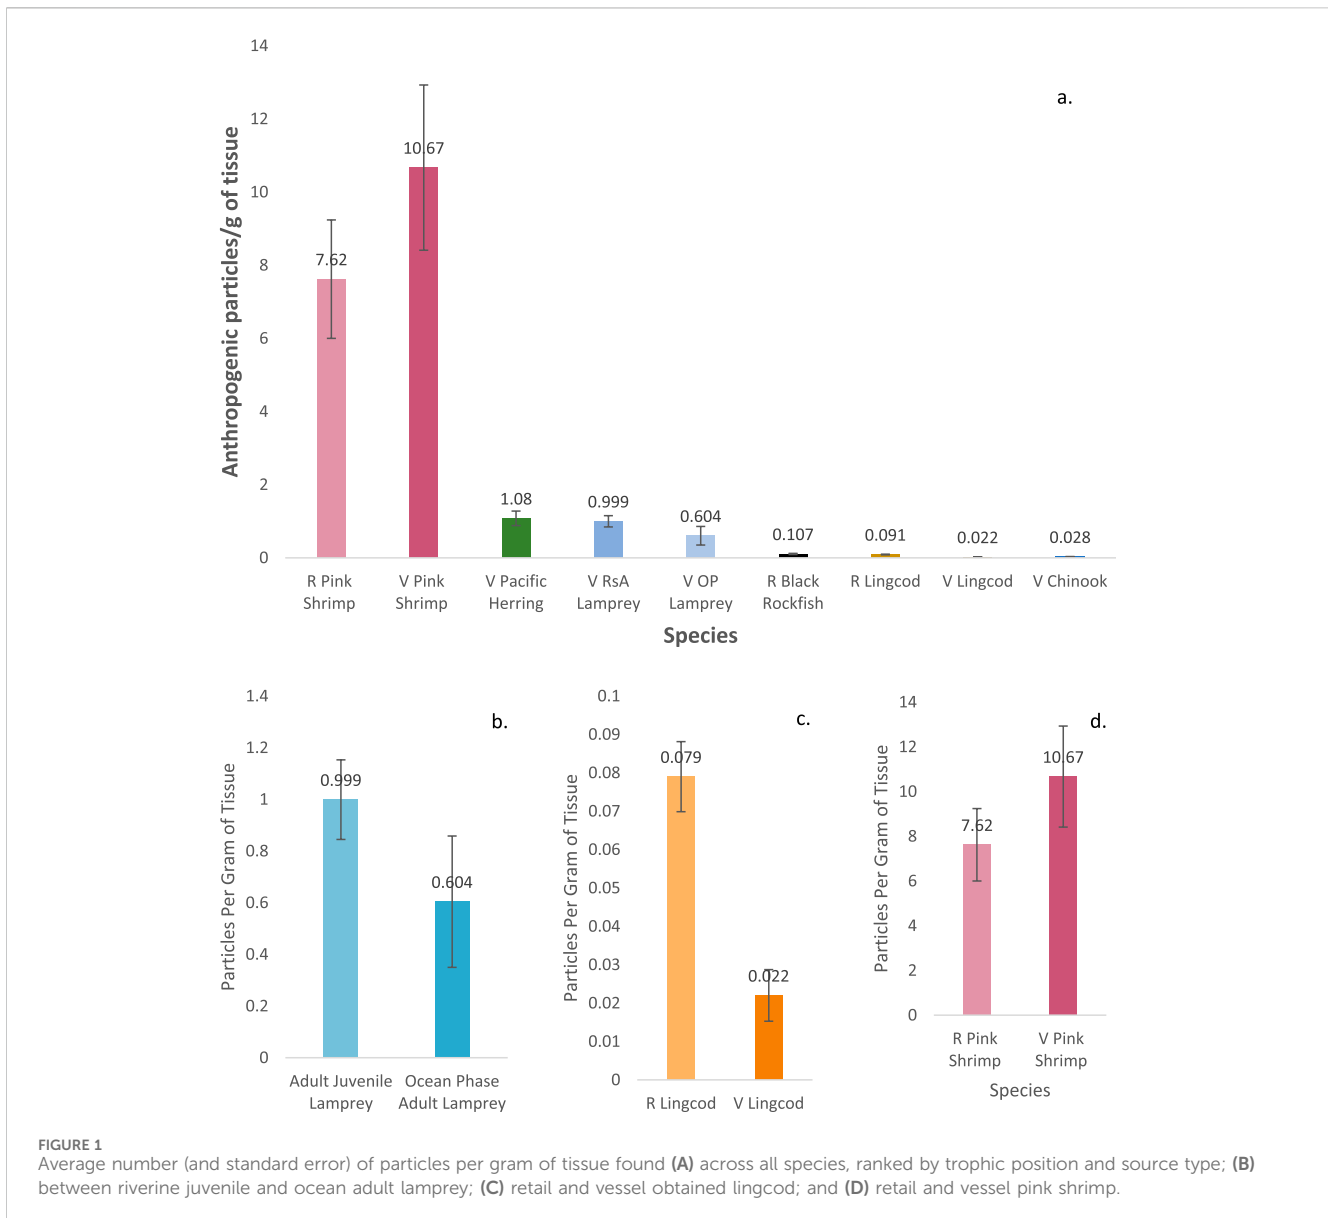 a.
Anthropogenic particles/g of tissue
14
12
10
8
6
4
2
0
7.62
10.67
1.08
0.999
0.604
0.107
0.091
0.022
0.028
R Pink
Shrimp
V Pink
Shrimp
V Pacific
Herring
V RsA
Lamprey
V OP
Lamprey
R Black
Rockfish
R Lingcod
V Lingcod
V Chinook
Species
b.
Particles Per Gram of Tissue
1.4
1.2
1
0.8
0.6
0.4
0.2
0
0.999
0.604
Adult Juvenile
Lamprey
Ocean Phase
Adult Lamprey
c.
Particles Per Gram of Tissue
0.1
0.09
0.08
0.07
0.06
0.05
0.04
0.03
0.02
0.01
0
0.079
0.022
R Lingcod
V Lingcod
d.
Particles Per Gram of Tissue
14
12
10
8
6
4
2
0
7.62
10.67
R Pink
Shrimp
V Pink
Shrimp
Species
FIGURE 1
Average number (and standard error) of particles per gram of tissue found (A) across all species, ranked by trophic position and source type; (B)
between riverine juvenile and ocean adult lamprey; (C) retail and vessel obtained lingcod; and (D) retail and vessel pink shrimp.